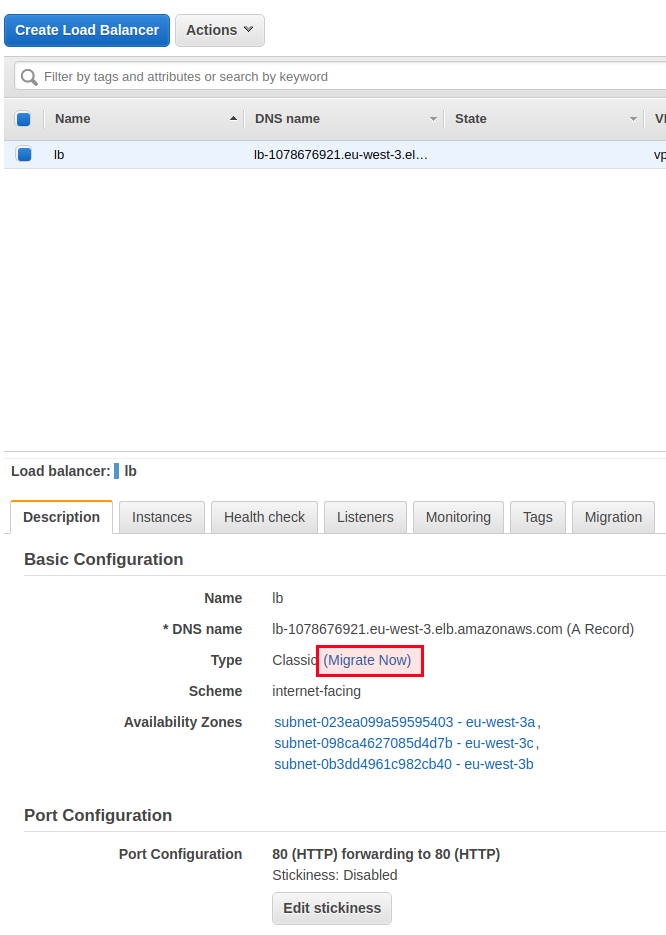 Create Load Balancer Actions
Filter by tags and attributes or search by keyword
Name DNS name State
lb lb-1078676921.eu-west-3.el...
Load balancer: lb
Description Instances Health check Listeners Monitoring Tags Migration
Basic Configuration
Name lb
* DNS name lb-1078676921.eu-west-3.elb.amazonaws.com (A Record)
Type Classic (Migrate Now)
Scheme internet-facing
Availability Zones subnet-023ea099a59595403 - eu-west-3a,
subnet-098ca4627085d4d7b - eu-west-3c,
subnet-0b3dd4961c982cb40 - eu-west-3b
Port Configuration
Port Configuration 80 (HTTP) forwarding to 80 (HTTP)
Stickiness: Disabled
Edit stickiness